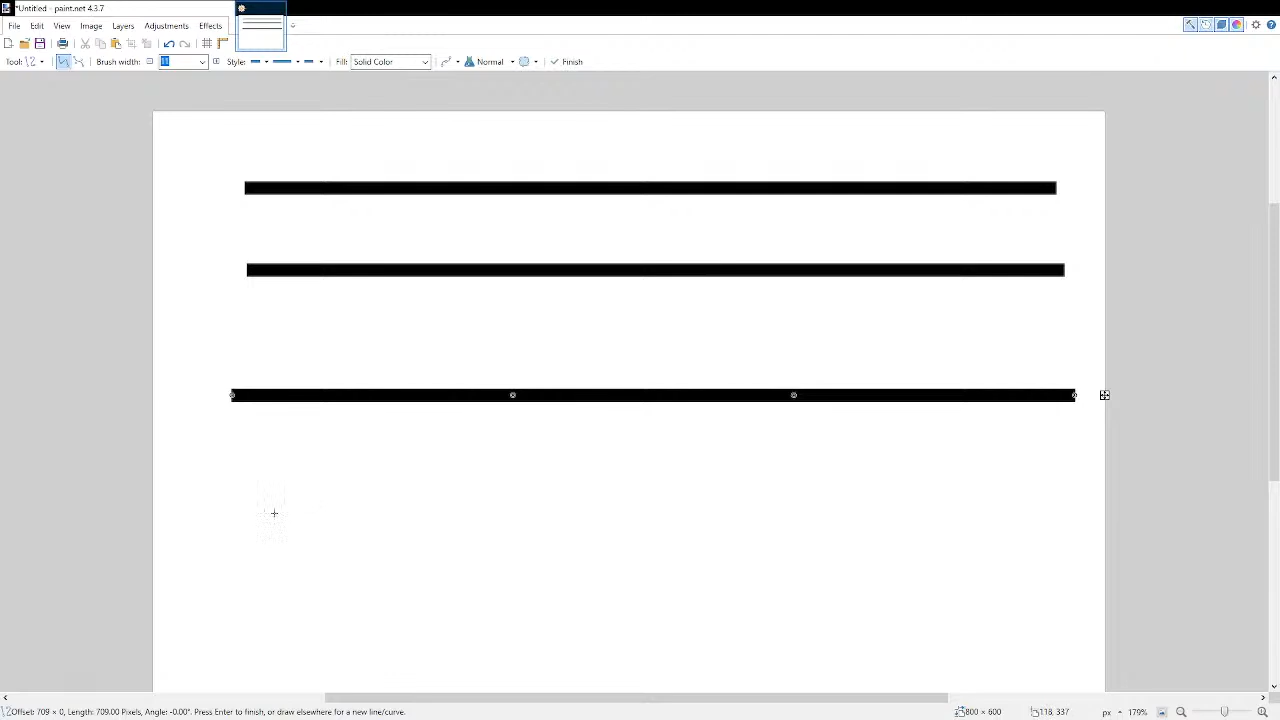 *Untitled - paint.net 4.3.7
File Edit View Image Layers Adjustments Effects
Tool Brush width: 11 Style: Fill: Solid Color Normal Finish
Offset: 709 × 0, Length: 709.00 Pixels, Angle: -0.00°. Press Enter to finish, or draw elsewhere for a new line/curve. 800 × 600 118, 337 px 179%